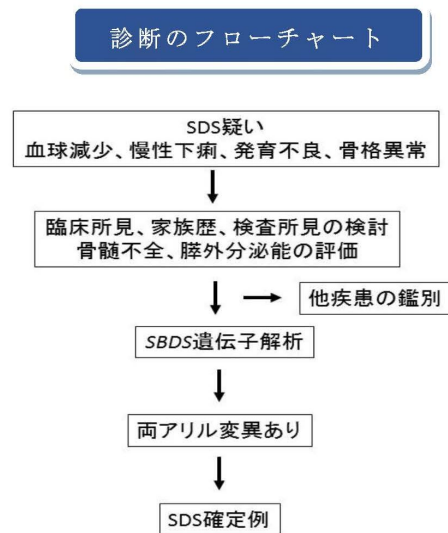 診断のフローチャート
SDS疑い
血球減少、慢性下痢、発育不良、骨格異常
臨床所見、家族歴、検査所見の検討
骨髄不全、膵外分泌能の評価
他疾患の鑑別
SBDS遺伝子解析
両アリル変異あり
SDS確定例